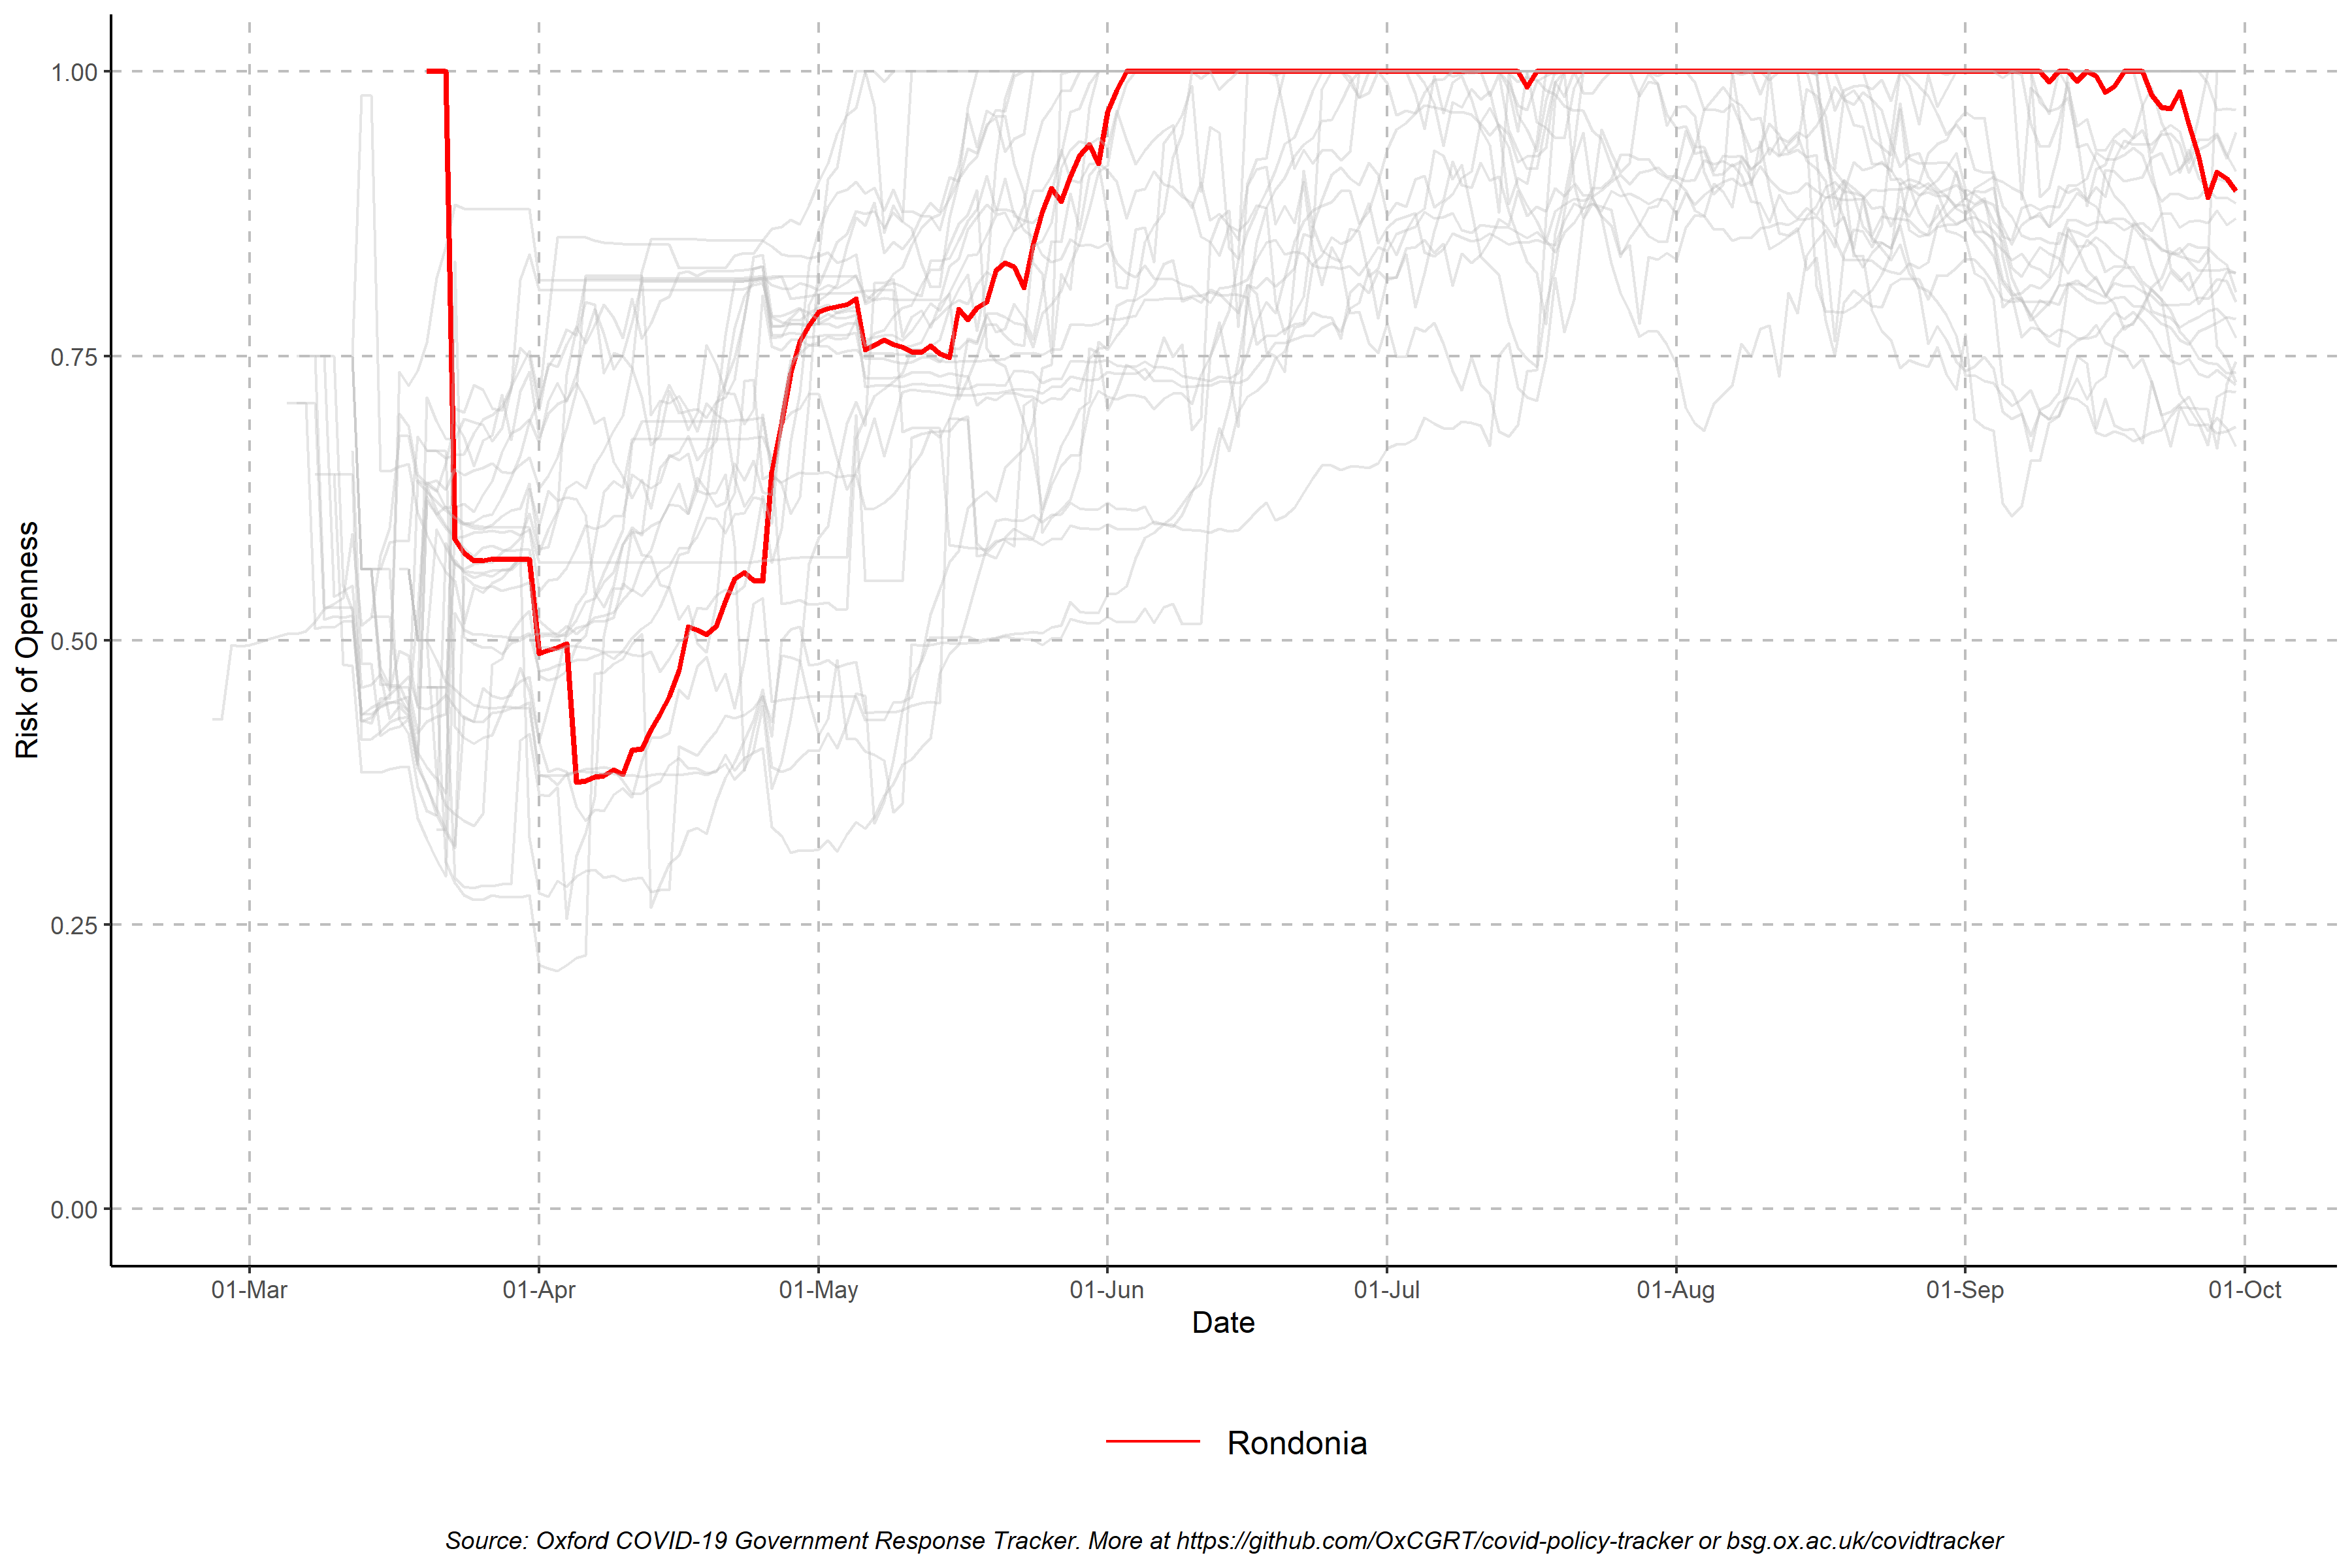 1.00
0.75
0.50
0.25
0.00
Risk of Openness
01-Mar 01-Apr 01-May 01-Jun 01-Jul 01-Aug 01-Sep 01-Oct
Date
Rondonia
Source: Oxford COVID-19 Government Response Tracker. More at https://github.com/OxCGRT/covid-policy-tracker or bsg.ox.ac.uk/covidtracker